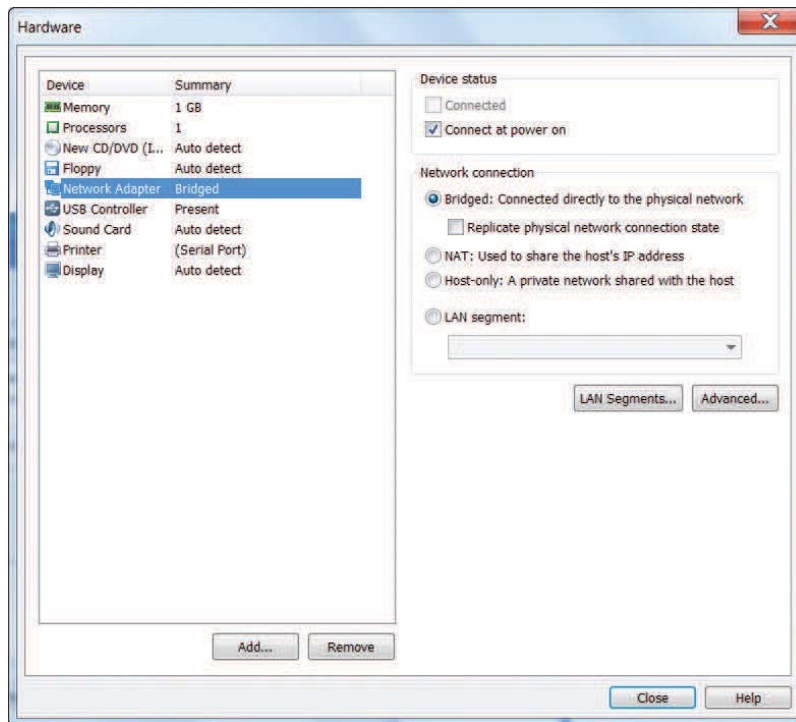 Hardware
Device Summary
Memory 1 GB
Processors 1
New CD/DVD (I... Auto detect
Floppy Auto detect
Network Adapter Bridged
USB Controller Present
Sound Card Auto detect
Printer (Serial Port)
Display Auto detect
Add... Remove
Device status
Connected
Connect at power on
Network connection
Bridged: Connected directly to the physical network
Replicate physical network connection state
NAT: Used to share the host's IP address
Host-only: A private network shared with the host
LAN segment:
LAN Segments... Advanced...
Close Help